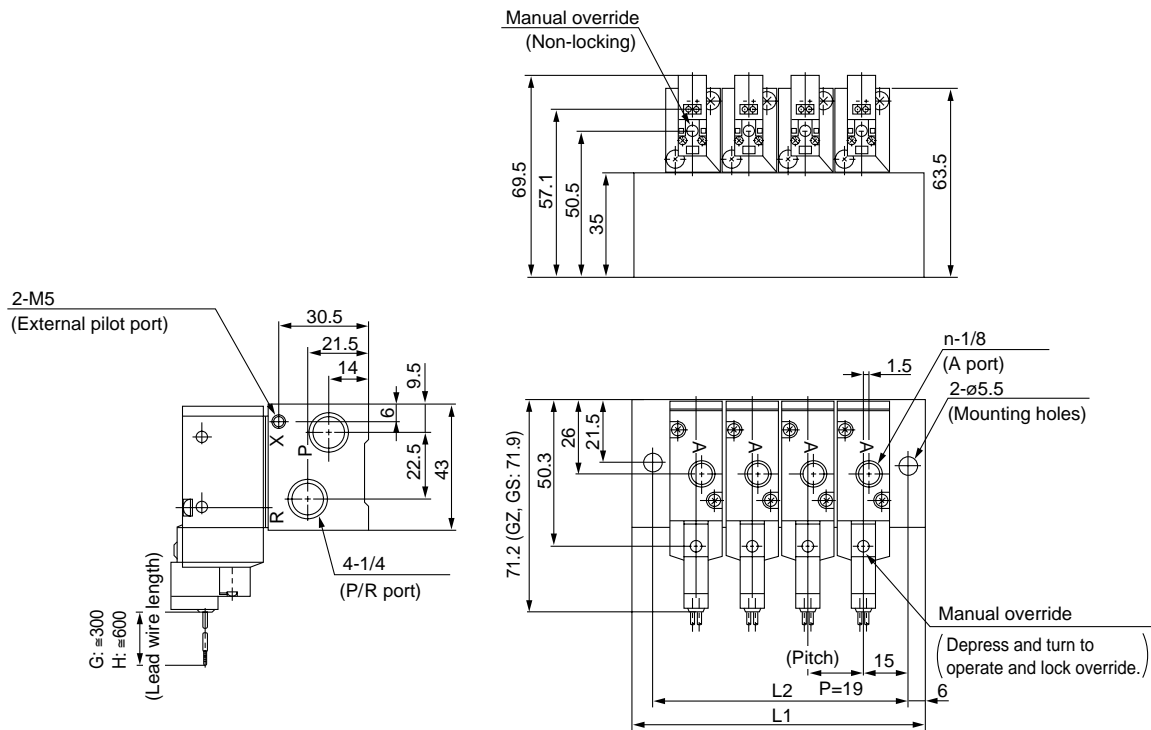 Manual override
(Non-locking)
69.5
57.1
50.5
35
63.5
- +
- +
- +
- +
2-M5
(External pilot port)
30.5
21.5
14
9.5
6
22.5
43
X
P
R
4-1/4
(P/R port)
G: ≅300
H: ≅600
(Lead wire length)
n-1/8
(A port)
1.5
2-ø5.5
(Mounting holes)
71.2 (GZ, GS: 71.9)
50.3
26
21.5
A
A
A
A
Manual override
(Depress and turn to
operate and lock override.)
(Pitch)
P=19
15
6
L2
L1